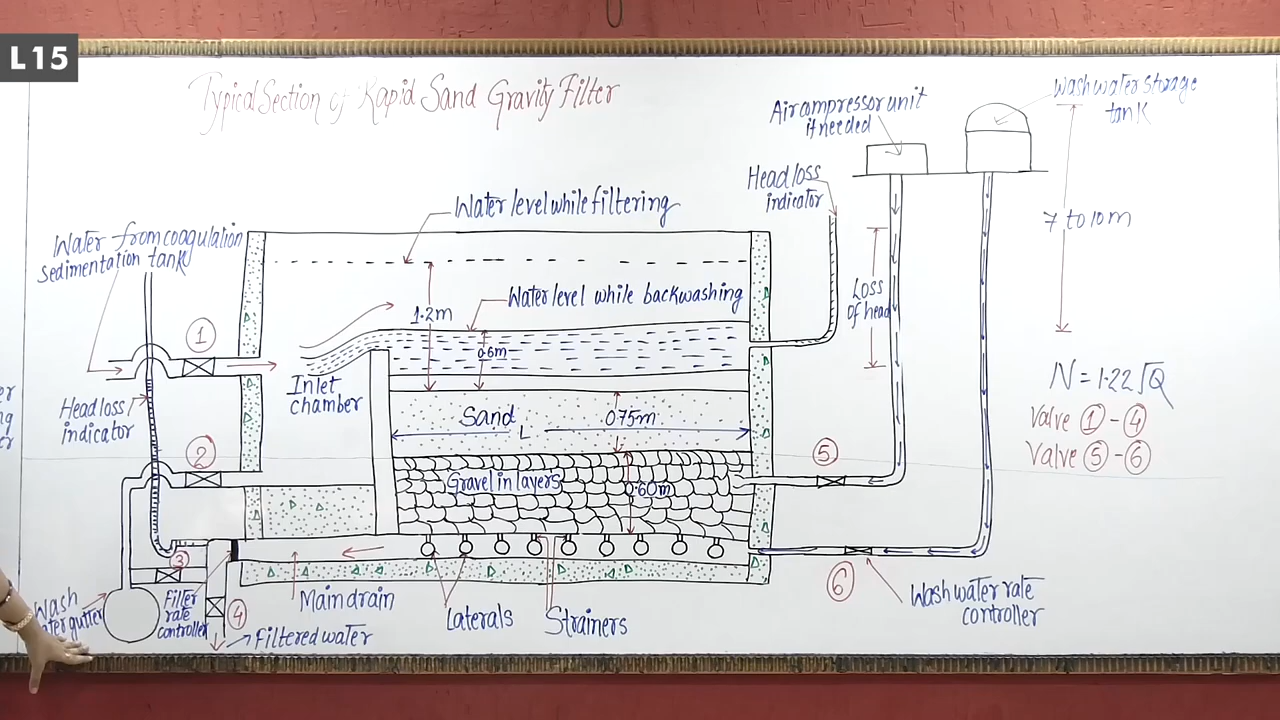 L15
Typical Section of Rapid Sand Gravity Filter
Air compressor unit
if needed
Wash water storage
tank
Head loss
indicator
Water level while filtering
Water from coagulation
sedimentation tank
7 to 10m
Loss
of head
Water level while backwashing
1.2m
0.6m
1
Inlet
chamber
Head loss
indicator
Sand
0.75m
L
N = 1.22√Q
Valve 1 - 4
Valve 5 - 6
2
Gravel in layers
0.60m
5
3
6
Wash
gutter
Filter
rate
controller
4
Main drain
Laterals
Strainers
Filtered water
Wash water rate
controller